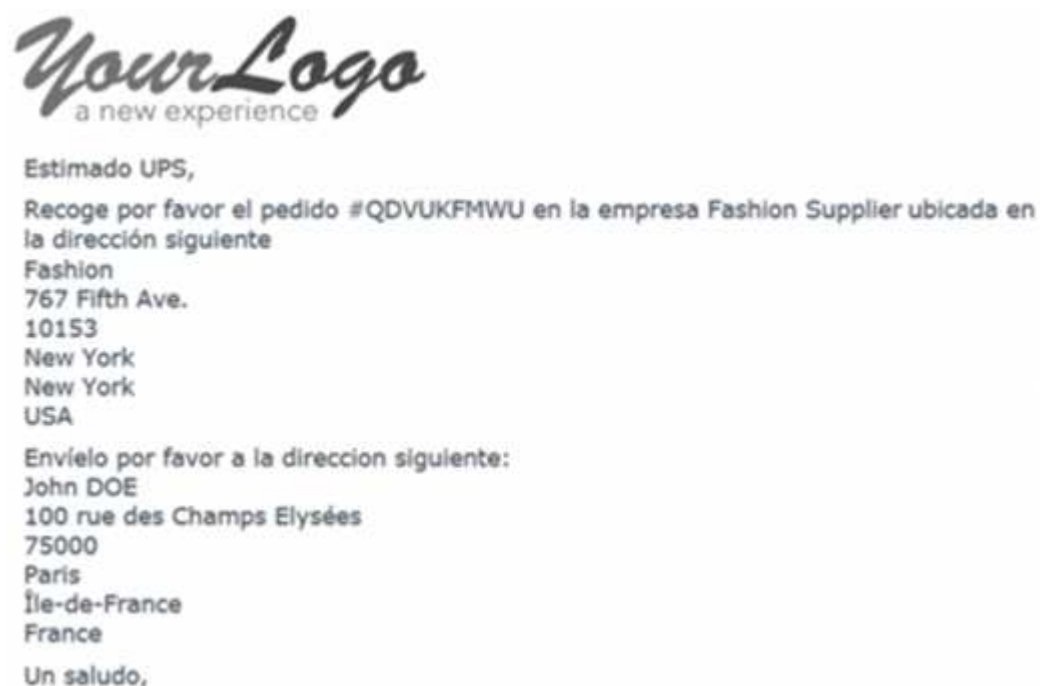 YourLogo
a new experience
Estimado UPS,
Recoge por favor el pedido #QDVUKFMWU en la empresa Fashion Supplier ubicada en
la dirección siguiente
Fashion
767 Fifth Ave.
10153
New York
New York
USA
Envíelo por favor a la direccion siguiente:
John DOE
100 rue des Champs Elysées
75000
Paris
Île-de-France
France
Un saludo,